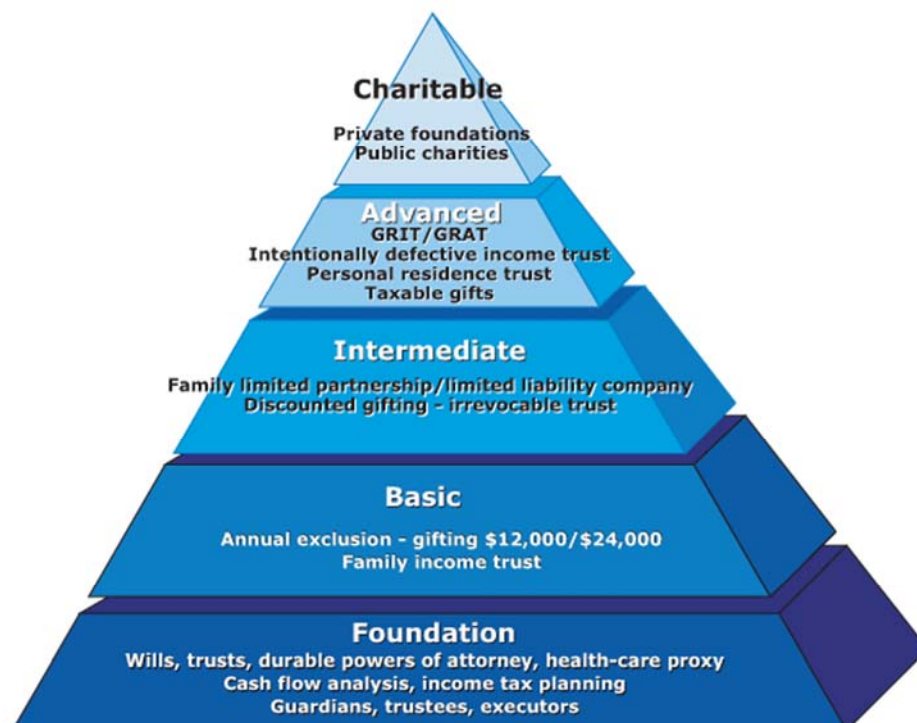 Charitable
Private foundations
Public charities
Advanced
GRIT/GRAT
Intentionally defective income trust
Personal residence trust
Taxable gifts
Intermediate
Family limited partnership/limited liability company
Discounted gifting - irrevocable trust
Basic
Annual exclusion - gifting $12,000/$24,000
Family income trust
Foundation
Wills, trusts, durable powers of attorney, health-care proxy
Cash flow analysis, income tax planning
Guardians, trustees, executors